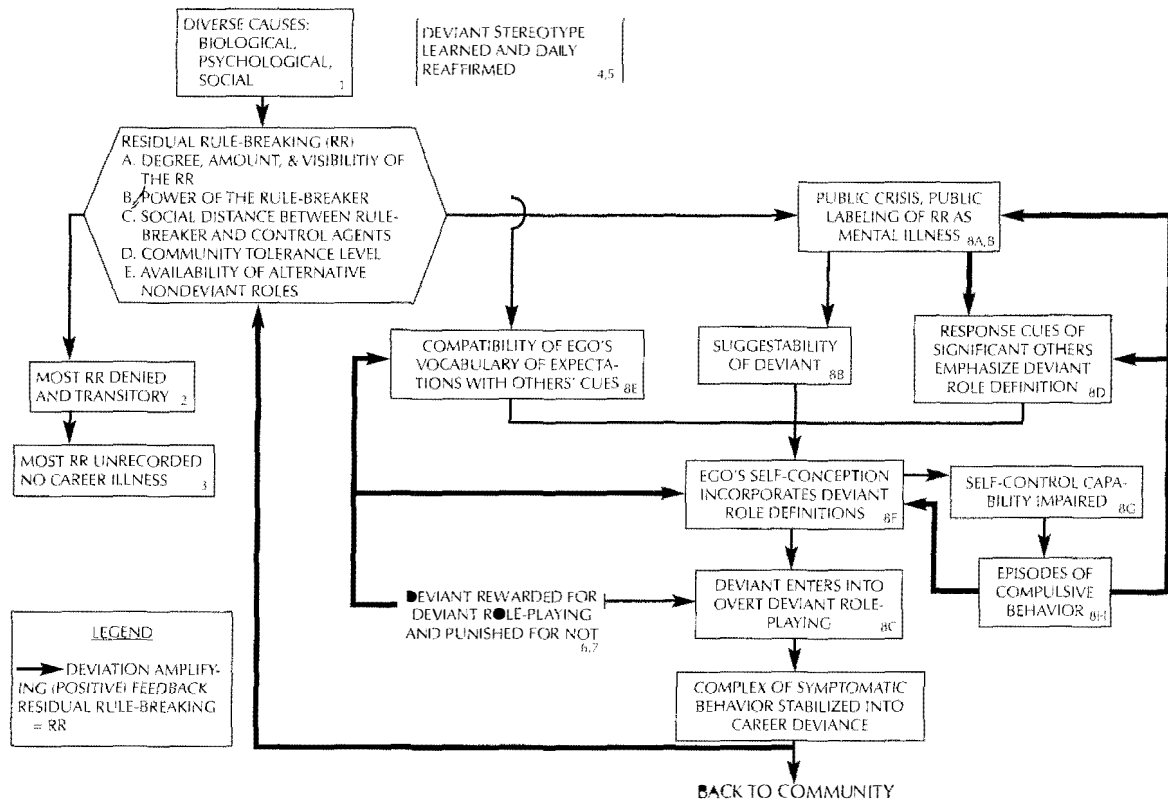 DIVERSE CAUSES:
BIOLOGICAL,
PSYCHOLOGICAL,
SOCIAL
1
DEVIANT STEREOTYPE
LEARNED AND DAILY
REAFFIRMED
4,5
RESIDUAL RULE-BREAKING (RR)
A. DEGREE, AMOUNT, & VISIBILITIY OF
THE RR
B. POWER OF THE RULE-BREAKER
C. SOCIAL DISTANCE BETWEEN RULE-
BREAKER AND CONTROL AGENTS
D. COMMUNITY TOLERANCE LEVEL
E. AVAILABILITY OF ALTERNATIVE
NONDEVIANT ROLES
PUBLIC CRISIS, PUBLIC
LABELING OF RR AS
MENTAL ILLNESS
8A,B
MOST RR DENIED
AND TRANSITORY
2
COMPATIBILITY OF EGO'S
VOCABULARY OF EXPECTA-
TIONS WITH OTHERS' CUES
8E
SUGGESTABILITY
OF DEVIANT
8B
RESPONSE CUES OF
SIGNIFICANT OTHERS
EMPHASIZE DEVIANT
ROLE DEFINITION
8D
MOST RR UNRECORDED
NO CAREER ILLNESS
3
EGO'S SELF-CONCEPTION
INCORPORATES DEVIANT
ROLE DEFINITIONS
8F
SELF-CONTROL CAPA-
BILITY IMPAIRED
8G
EPISODES OF
COMPULSIVE
BEHAVIOR
8H
DEVIANT REWARDED FOR
DEVIANT ROLE-PLAYING
AND PUNISHED FOR NOT
6,7
DEVIANT ENTERS INTO
OVERT DEVIANT ROLE-
PLAYING
8C
COMPLEX OF SYMPTOMATIC
BEHAVIOR STABILIZED INTO
CAREER DEVIANCE
BACK TO COMMUNITY
LEGEND
DEVIATION AMPLIFY-
ING (POSITIVE) FEEDBACK
RESIDUAL RULE-BREAKING
= RR